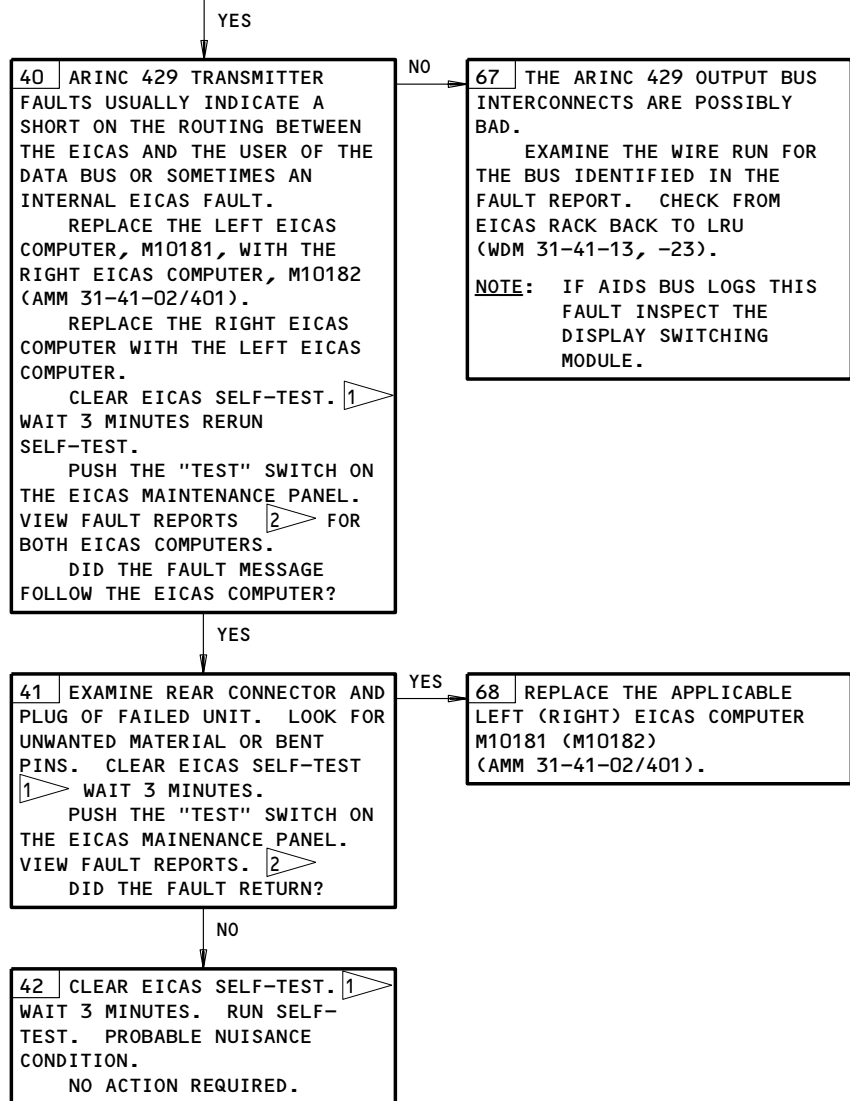 YES
40 ARINC 429 TRANSMITTER
FAULTS USUALLY INDICATE A
SHORT ON THE ROUTING BETWEEN
THE EICAS AND THE USER OF THE
DATA BUS OR SOMETIMES AN
INTERNAL EICAS FAULT.
REPLACE THE LEFT EICAS
COMPUTER, M10181, WITH THE
RIGHT EICAS COMPUTER, M10182
(AMM 31-41-02/401).
REPLACE THE RIGHT EICAS
COMPUTER WITH THE LEFT EICAS
COMPUTER.
CLEAR EICAS SELF-TEST. 1
WAIT 3 MINUTES RERUN
SELF-TEST.
PUSH THE "TEST" SWITCH ON
THE EICAS MAINTENANCE PANEL.
VIEW FAULT REPORTS 2 FOR
BOTH EICAS COMPUTERS.
DID THE FAULT MESSAGE
FOLLOW THE EICAS COMPUTER?
NO
67 THE ARINC 429 OUTPUT BUS
INTERCONNECTS ARE POSSIBLY
BAD.
EXAMINE THE WIRE RUN FOR
THE BUS IDENTIFIED IN THE
FAULT REPORT. CHECK FROM
EICAS RACK BACK TO LRU
(WDM 31-41-13, -23).
NOTE: IF AIDS BUS LOGS THIS
FAULT INSPECT THE
DISPLAY SWITCHING
MODULE.
YES
41 EXAMINE REAR CONNECTOR AND
PLUG OF FAILED UNIT. LOOK FOR
UNWANTED MATERIAL OR BENT
PINS. CLEAR EICAS SELF-TEST
1 WAIT 3 MINUTES.
PUSH THE "TEST" SWITCH ON
THE EICAS MAINENANCE PANEL.
VIEW FAULT REPORTS. 2
DID THE FAULT RETURN?
YES
68 REPLACE THE APPLICABLE
LEFT (RIGHT) EICAS COMPUTER
M10181 (M10182)
(AMM 31-41-02/401).
NO
42 CLEAR EICAS SELF-TEST. 1
WAIT 3 MINUTES. RUN SELF-
TEST. PROBABLE NUISANCE
CONDITION.
NO ACTION REQUIRED.